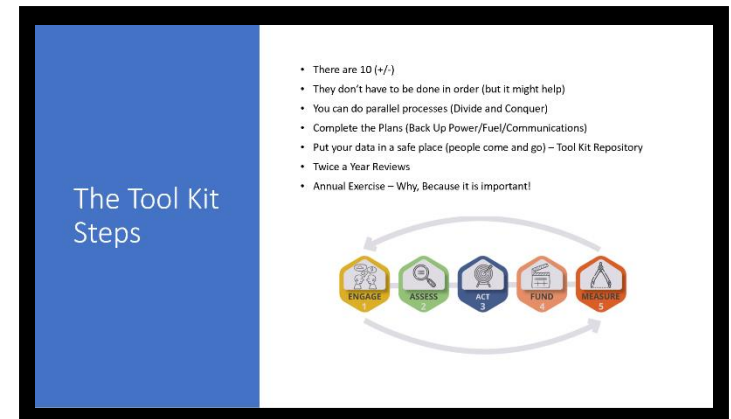 The Tool Kit
Steps
• There are 10 (+/-)
• They don't have to be done in order (but it might help)
• You can do parallel processes (Divide and Conquer)
• Complete the Plans (Back Up Power/Fuel/Communications)
• Put your data in a safe place (people come and go) – Tool Kit Repository
• Twice a Year Reviews
• Annual Exercise – Why, Because it is important!
ENGAGE
1
ASSESS
2
ACT
3
FUND
4
MEASURE
5